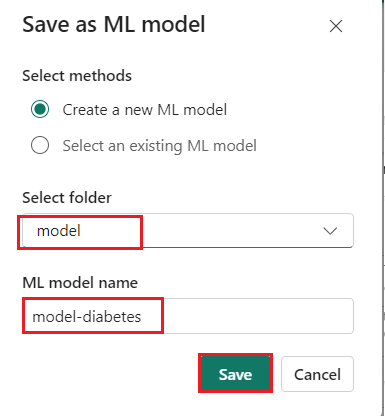 Save as ML model
Select methods
Create a new ML model
Select an existing ML model
Select folder
model
ML model name
model-diabetes
Save Cancel